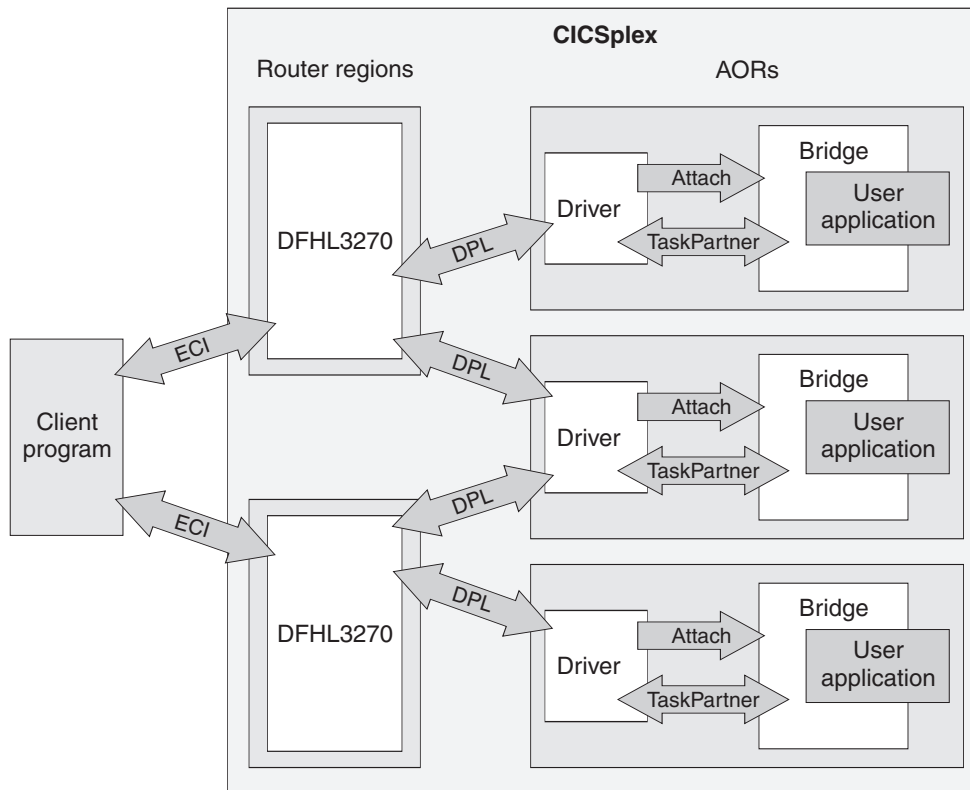 CICSplex
Router regions
AORs
DFHL3270
DPL
Driver
Attach
TaskPartner
Bridge
User
application
ECI
DPL
Client
program
Driver
Attach
TaskPartner
Bridge
User
application
ECI
DPL
DFHL3270
DPL
Driver
Attach
TaskPartner
Bridge
User
application